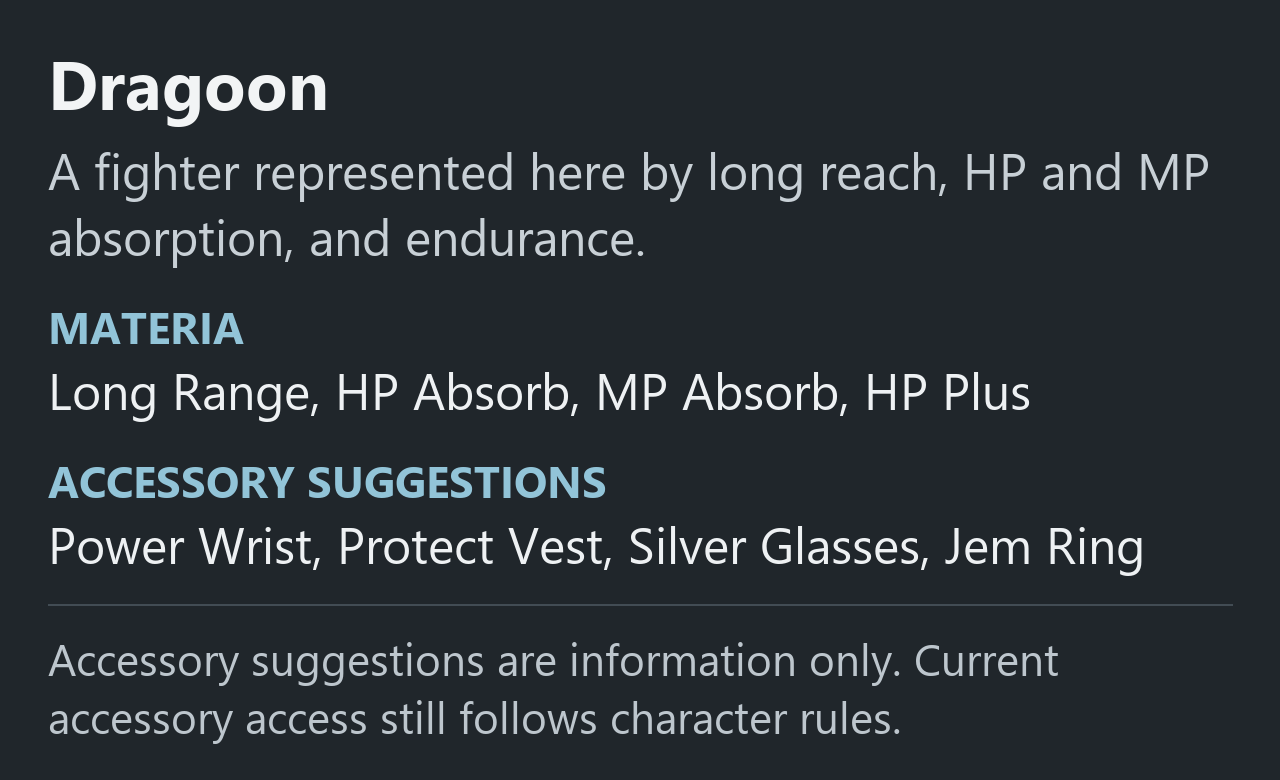 Dragoon
A fighter represented here by long reach, HP and MP
absorption, and endurance.
MATERIA
Long Range, HP Absorb, MP Absorb, HP Plus
ACCESSORY SUGGESTIONS
Power Wrist, Protect Vest, Silver Glasses, Jem Ring
Accessory suggestions are information only. Current
accessory access still follows character rules.